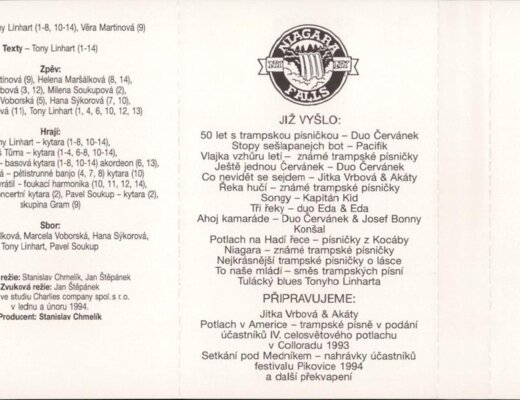 ny Linhart (1-8, 10-14), Věra Martinová (9)
Texty – Tony Linhart (1-14)
Zpěv:
tinová (9), Helena Maršálková (8, 14),
bová (3, 12), Milena Soukupová (2),
Voborská (5), Hana Sýkorová (7, 10),
ová (11), Tony Linhart (1, 4, 6, 10, 12, 13)
Hrají:
ny Linhart – kytara (1-8, 10-14),
š Tůma – kytara (1-4, 6-8, 10-14),
– basová kytara (1-8, 10-14) akordeon (6, 13),
– pětistrunné banjo (4, 7, 8) kytara (10)
rátil – foukací harmonika (10, 11, 12, 14),
oncertní kytara (2), Pavel Soukup – kytara (2),
skupina Gram (9)
Sbor:
lková, Marcela Voborská, Hana Sýkorová,
Tony Linhart, Pavel Soukup
režie: Stanislav Chmelík, Jan Štěpánek
Zvuková režie: Jan Štěpánek
ve studiu Charlies company spol. s r. o.
v lednu a únoru 1994.
Producent: Stanislav Chmelík
NIAGARA
FALLS
JIŽ VYŠLO:
50 let s trampskou písničkou – Duo Červánek
Stopy sešlapanejch bot – Pacifik
Vlajka vzhůru letí – známé trampské písničky
Ještě jednou Červánek – Duo Červánek
Co nevidět se sejdem – Jitka Vrbová & Akáty
Řeka hučí – známé trampské písničky
Songy – Kapitán Kid
Tři řeky – duo Eda & Eda
Ahoj kamaráde – Duo Červánek & Josef Bonny
Konšal
Potlach na Hadí řece – písničky z Kocáby
Niagara – známé trampské písničky
Nejkrásnější trampské písničky o lásce
To naše mládí – směs trampských písní
Tulácký blues Tonyho Linharta
PŘIPRAVUJEME:
Jitka Vrbová & Akáty
Potlach v Americe – trampské písně v podání
účastníků IV. celosvětového potlachu
v Colloradu 1993
Setkání pod Medníkem – nahrávky účastníků
festivalu Pikovice 1994
a další překvapení